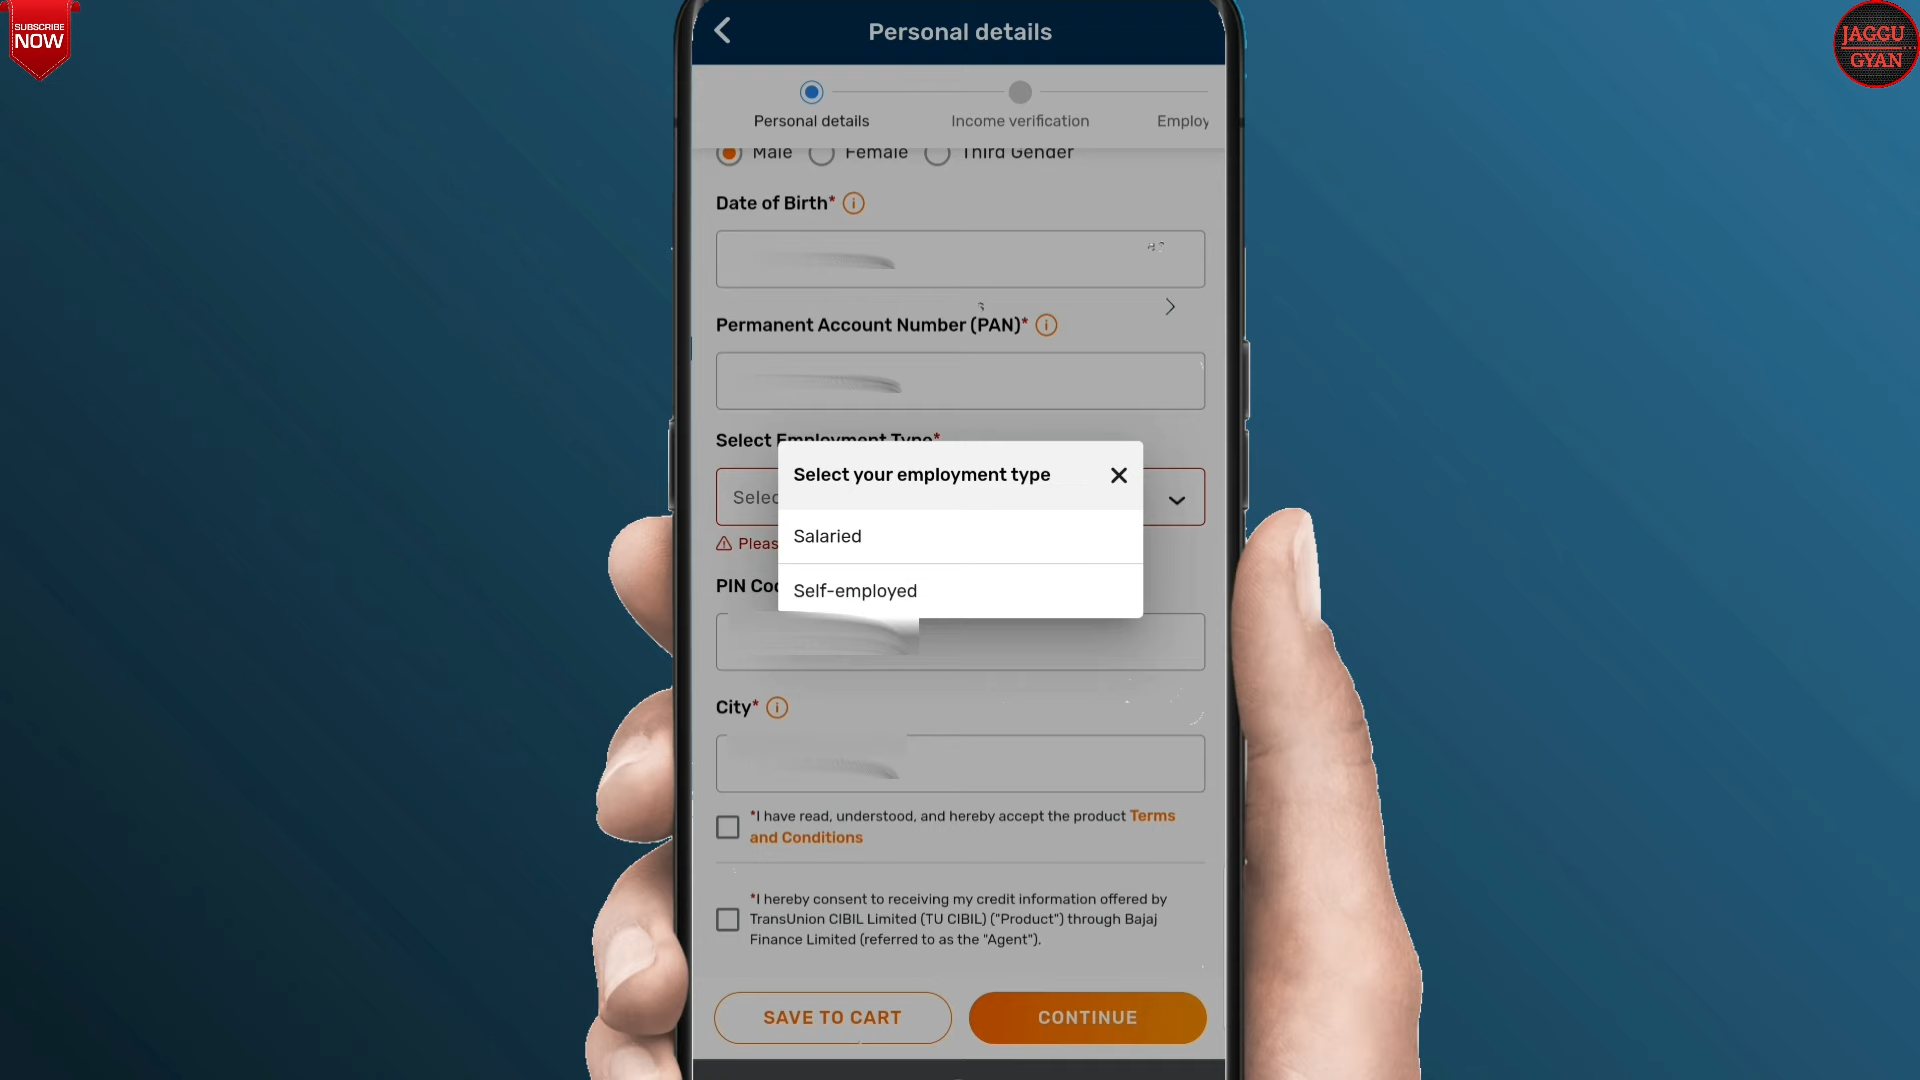 SUBSCRIBE
NOW
JAGGU
GYAN
Personal details
Personal details
Income verification
Employ
Male
Female
Third Gender
Date of Birth*
Permanent Account Number (PAN)*
Select Employment Type*
Selec
Select your employment type
Salaried
Pleas
Self-employed
PIN Co
City*
*I have read, understood, and hereby accept the product Terms
and Conditions
*I hereby consent to receiving my credit information offered by
TransUnion CIBIL Limited (TU CIBIL) ("Product") through Bajaj
Finance Limited (referred to as the "Agent").
SAVE TO CART
CONTINUE